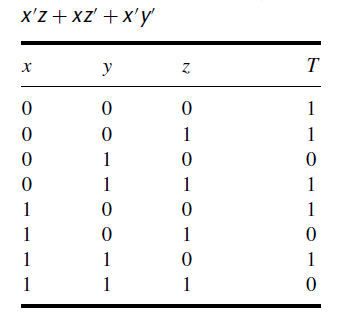 x′z + xz′ + x′y′
x y z T
0 0 0 1
0 0 1 1
0 1 0 0
0 1 1 1
1 0 0 1
1 0 1 0
1 1 0 1
1 1 1 0